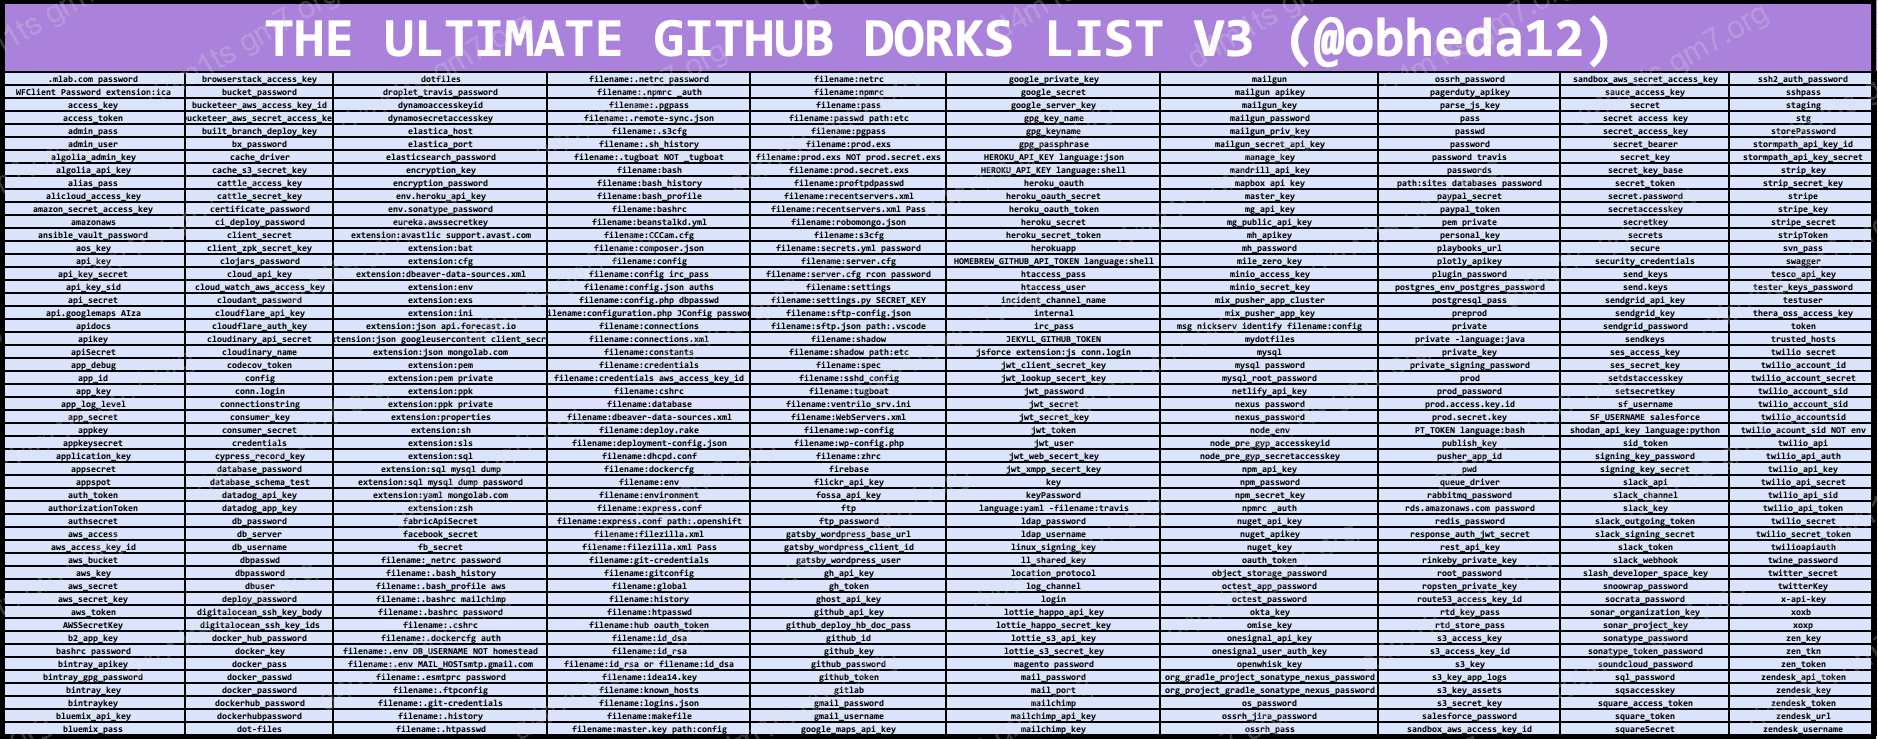 THE ULTIMATE GITHUB DORKS LIST V3 (@obheda12)
.mlab.com password browserstack_access_key dotfiles filename:.netrc password filename:netrc google_private_key mailgun ossrh_password sandbox_aws_secret_access_key ssh2_auth_password
WFClient Password extension:ica bucket_password droplet_travis_password filename:.npmrc _auth filename:npmrc google_secret mailgun apikey pagerduty_apikey sauce_access_key sshpass
access_key bucketeer_aws_access_key_id dynamoaccesskeyid filename:.pgpass filename:pass google_server_key mailgun_key parse_js_key secret staging
access_token ucketeer_aws_secret_access_ke dynamosecretaccesskey filename:.remote-sync.json filename:passwd path:etc gpg_key_name mailgun_password pass secret access key stg
admin_pass built_branch_deploy_key elastica_host filename:.s3cfg filename:pgpass gpg_keyname mailgun_priv_key passwd secret_access_key storePassword
admin_user bx_password elastica_port filename:.sh_history filename:prod.exs gpg_passphrase mailgun_secret_api_key password secret_bearer stormpath_api_key_id
algolia_admin_key cache_driver elasticsearch_password filename:.tugboat NOT _tugboat filename:prod.exs NOT prod.secret.exs HEROKU_API_KEY language:json manage_key password travis secret_key stormpath_api_key_secret
algolia_api_key cache_s3_secret_key encryption_key filename:bash filename:prod.secret.exs HEROKU_API_KEY language:shell mandrill_api_key passwords secret_key_base strip_key
alias_pass cattle_access_key encryption_password filename:bash_history filename:proftpdpasswd heroku_oauth mapbox api key path:sites databases password secret_token strip_secret_key
alicloud_access_key cattle_secret_key env.heroku_api_key filename:bash_profile filename:recentservers.xml heroku_oauth_secret master_key paypal_secret secret.password stripe
amazon_secret_access_key certificate_password env.sonatype_password filename:bashrc filename:recentservers.xml Pass heroku_oauth_token mg_api_key paypal_token secretaccesskey stripe_key
amazonaws ci_deploy_password eureka.awssecretkey filename:beanstalkd.yml filename:robomongo.json heroku_secret mg_public_api_key pem private secretkey stripe_secret
ansible_vault_password client_secret extension:avastlic support.avast.com filename:CCCam.cfg filename:s3cfg heroku_secret_token mh_apikey personal_key secrets stripToken
aos_key client_zpk_secret_key extension:bat filename:composer.json filename:secrets.yml password herokuapp mh_password playbooks_url secure svn_pass
api_key clojars_password extension:cfg filename:config filename:server.cfg HOMEBREW_GITHUB_API_TOKEN language:shell mile_zero_key plotly_apikey security_credentials swagger
api_key_secret cloud_api_key extension:dbeaver-data-sources.xml filename:config irc_pass filename:server.cfg rcon password htaccess_pass minio_access_key plugin_password send_keys tesco_api_key
api_key_sid cloud_watch_aws_access_key extension:env filename:config.json auths filename:settings htaccess_user minio_secret_key postgres_env_postgres_password send.keys tester_keys_password
api_secret cloudant_password extension:exs filename:config.php dbpasswd filename:settings.py SECRET_KEY incident_channel_name mix_pusher_app_cluster postgresql_pass sendgrid_api_key testuser
api.googlemaps AIza cloudflare_api_key extension:ini ilename:configuration.php JConfig passwor filename:sftp-config.json internal mix_pusher_app_key preprod sendgrid_key thera_oss_access_key
apidocs cloudflare_auth_key extension:json api.forecast.io filename:connections filename:sftp.json path:.vscode irc_pass msg nickserv identify filename:config private sendgrid_password token
apikey cloudinary_api_secret tension:json googleusercontent client_secr filename:connections.xml filename:shadow JEKYLL_GITHUB_TOKEN mydotfiles private -language:java sendkeys trusted_hosts
apiSecret cloudinary_name extension:json mongolab.com filename:constants filename:shadow path:etc jsforce extension:js conn.login mysql private_key ses_access_key twilio secret
app_debug codecov_token extension:pem filename:credentials filename:spec jwt_client_secret_key mysql password private_signing_password ses_secret_key twilio_account_id
app_id config extension:pem private filename:credentials aws_access_key_id filename:sshd_config jwt_lookup_secert_key mysql_root_password prod setdstaccesskey twilio_account_secret
app_key conn.login extension:ppk filename:cshrc filename:tugboat jwt_password netlify_api_key prod_password setsecretkey twilio_account_sid
app_log_level connectionstring extension:ppk private filename:database filename:ventrilo_srv.ini jwt_secret nexus password prod.access.key.id sf_username twilio_account_sid
app_secret consumer_key extension:properties filename:dbeaver-data-sources.xml filename:WebServers.xml jwt_secret_key nexus_password prod.secret.key SF_USERNAME salesforce twilio_accountsid
appkey consumer_secret extension:sh filename:deploy.rake filename:wp-config jwt_token node_env PT_TOKEN language:bash shodan_api_key language:python twilio_acount_sid NOT env
appkeysecret credentials extension:sls filename:deployment-config.json filename:wp-config.php jwt_user node_pre_gyp_accesskeyid publish_key sid_token twilio_api
application_key cypress_record_key extension:sql filename:dhcpd.conf filename:zhrc jwt_web_secert_key node_pre_gyp_secretaccesskey pusher_app_id signing_key_password twilio_api_auth
appsecret database_password extension:sql mysql dump filename:dockercfg firebase jwt_xmpp_secert_key npm_api_key pwd signing_key_secret twilio_api_key
appspot database_schema_test extension:sql mysql dump password filename:env flickr_api_key key npm_password queue_driver slack_api twilio_api_secret
auth_token datadog_api_key extension:yaml mongolab.com filename:environment fossa_api_key keyPassword npm_secret_key rabbitmq_password slack_channel twilio_api_sid
authorizationToken datadog_app_key extension:zsh filename:express.conf ftp language:yaml -filename:travis npmrc _auth rds.amazonaws.com password slack_key twilio_api_token
authsecret db_password fabricApiSecret filename:express.conf path:.openshift ftp_password ldap_password nuget_api_key redis_password slack_outgoing_token twilio_secret
aws_access db_server facebook_secret filename:filezilla.xml gatsby_wordpress_base_url ldap_username nuget_apikey response_auth_jwt_secret slack_signing_secret twilio_secret_token
aws_access_key_id db_username fb_secret filename:filezilla.xml Pass gatsby_wordpress_client_id linux_signing_key nuget_key rest_api_key slack_token twilioapiauth
aws_bucket dbpasswd filename:_netrc password filename:git-credentials gatsby_wordpress_user ll_shared_key oauth_token rinkeby_private_key slack_webhook twine_password
aws_key dbpassword filename:.bash_history filename:gitconfig gh_api_key location_protocol object_storage_password root_password slash_developer_space_key twitter_secret
aws_secret dbuser filename:.bash_profile aws filename:global gh_token log_channel octest_app_password ropsten_private_key snoowrap_password twitterKey
aws_secret_key deploy_password filename:.bashrc mailchimp filename:history ghost_api_key login octest_password route53_access_key_id socrata_password x-api-key
aws_token digitalocean_ssh_key_body filename:.bashrc password filename:htpasswd github_api_key lottie_happo_api_key okta_key rtd_key_pass sonar_organization_key xoxb
AWSSecretKey digitalocean_ssh_key_ids filename:.cshrc filename:hub oauth_token github_deploy_hb_doc_pass lottie_happo_secret_key omise_key rtd_store_pass sonar_project_key xoxp
b2_app_key docker_hub_password filename:.dockercfg auth filename:id_dsa github_id lottie_s3_api_key onesignal_api_key s3_access_key sonatype_password zen_key
bashrc password docker_key filename:.env DB_USERNAME NOT homestead filename:id_rsa github_key lottie_s3_secret_key onesignal_user_auth_key s3_access_key_id sonatype_token_password zen_tkn
bintray_apikey docker_pass filename:.env MAIL_HOSTsmtp.gmail.com filename:id_rsa or filename:id_dsa github_password magento password openwhisk_key s3_key soundcloud_password zen_token
bintray_gpg_password docker_passwd filename:.esmtprc password filename:idea14.key github_token mail_password org_gradle_project_sonatype_nexus_password s3_key_app_logs sql_password zendesk_api_token
bintray_key docker_password filename:.ftpconfig filename:known_hosts gitlab mail_port org_project_gradle_sonatype_nexus_password s3_key_assets sqsaccesskey zendesk_key
bintraykey dockerhub_password filename:.git-credentials filename:logins.json gmail_password mailchimp os_password s3_secret_key square_access_token zendesk_token
bluemix_api_key dockerhubpassword filename:.history filename:makefile gmail_username mailchimp_api_key ossrh_jira_password salesforce_password square_token zendesk_url
bluemix_pass dot-files filename:.htpasswd filename:master.key path:config google_maps_api_key mailchimp_key ossrh_pass sandbox_aws_access_key_id squareSecret zendesk_username